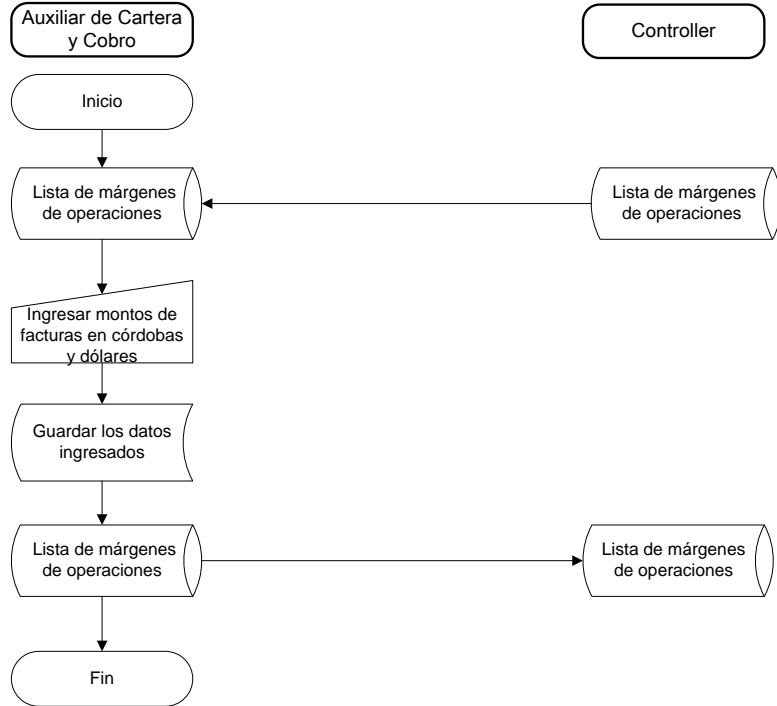 Auxiliar de Cartera
y Cobro
Controller
Inicio
Lista de márgenes
de operaciones
Lista de márgenes
de operaciones
Ingresar montos de
facturas en córdobas
y dólares
Guardar los datos
ingresados
Lista de márgenes
de operaciones
Lista de márgenes
de operaciones
Fin